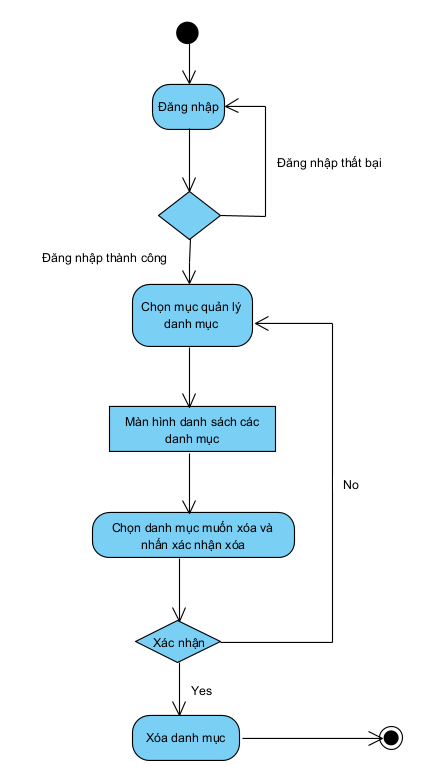 Đăng nhập
Đăng nhập thất bại
Đăng nhập thành công
Chọn mục quản lý
danh mục
Màn hình danh sách các
danh mục
No
Chọn danh mục muốn xóa và
nhấn xác nhận xóa
Xác nhận
Yes
Xóa danh mục